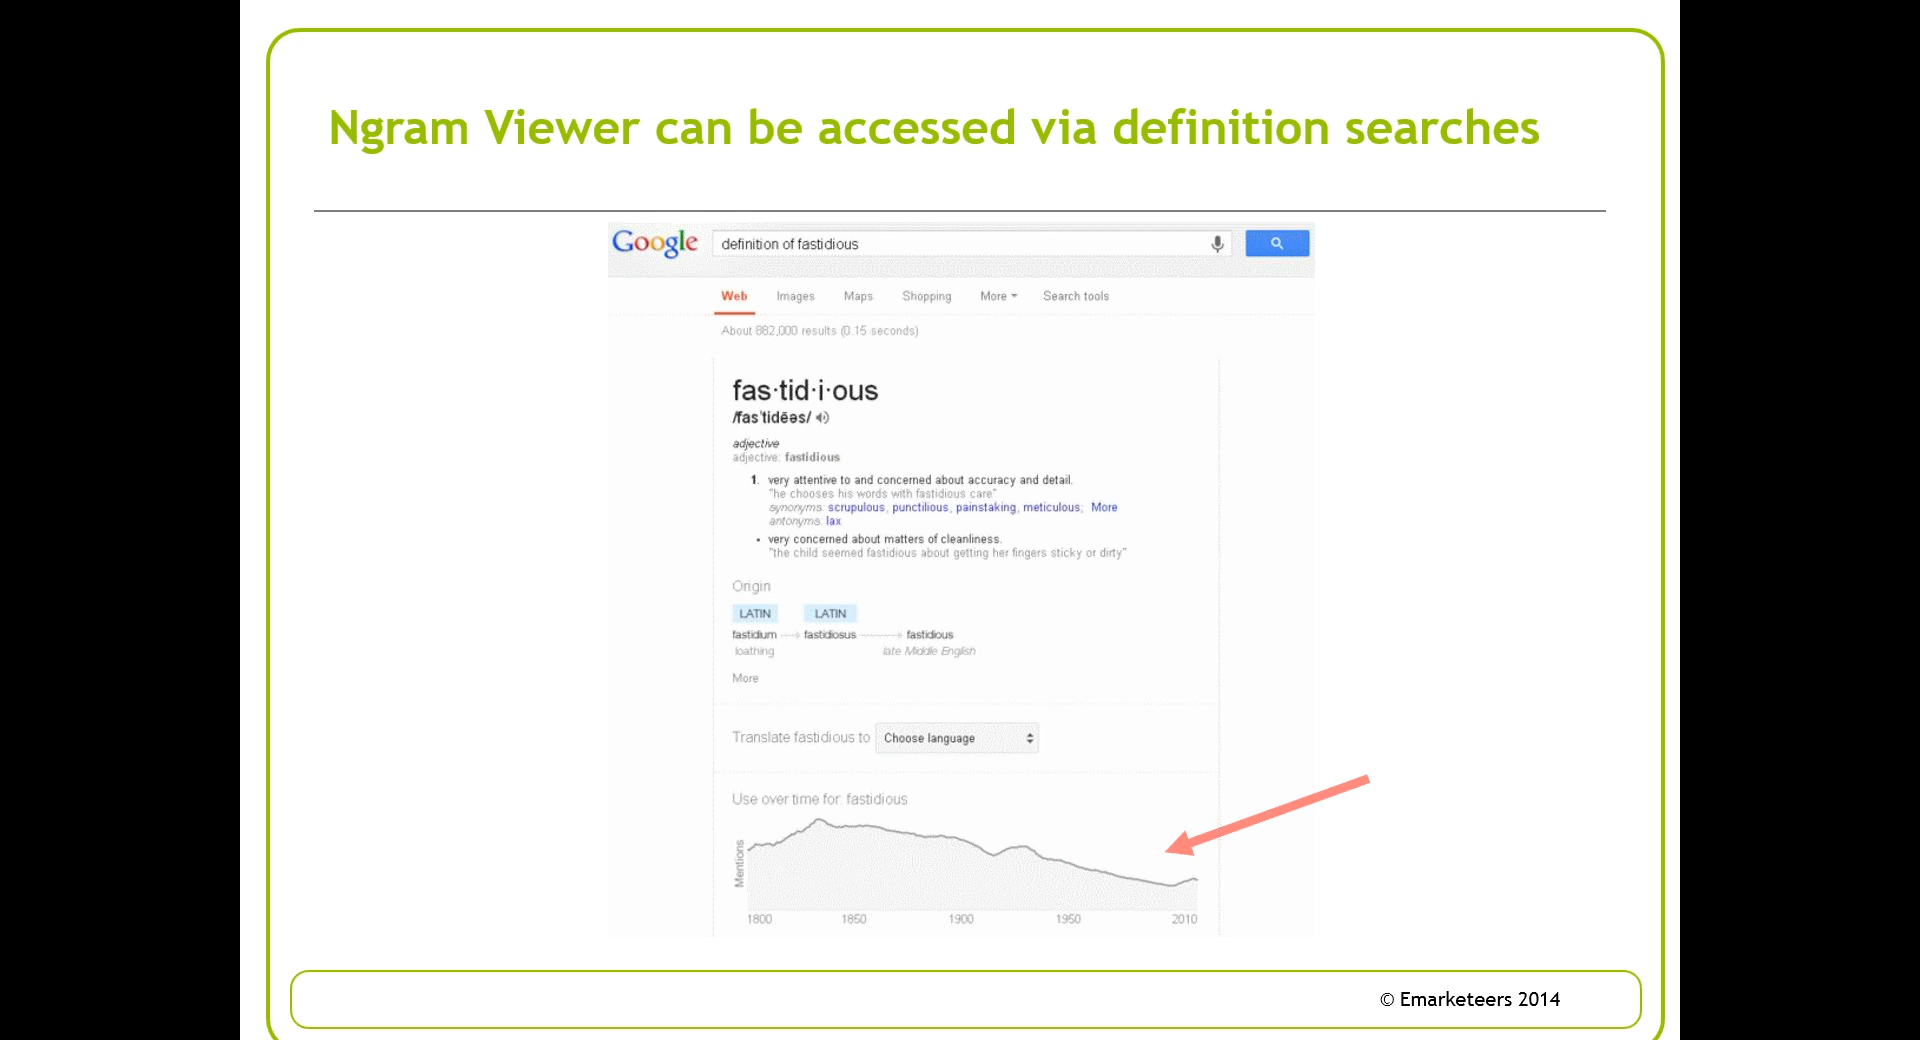 Ngram Viewer can be accessed via definition searches
Google definition of fastidious
Web Images Maps Shopping More Search tools
About 882,000 results (0.15 seconds)
fas·tid·i·ous
/fasˈtidēəs/
adjective
adjective: fastidious
1. very attentive to and concerned about accuracy and detail.
"he chooses his words with fastidious care"
synonyms: scrupulous, punctilious, painstaking, meticulous; More
antonyms: lax
• very concerned about matters of cleanliness.
"the child seemed fastidious about getting her fingers sticky or dirty"
Origin
LATIN LATIN
fastidium fastidiosus fastidious
loathing late Middle English
More
Translate fastidious to Choose language
Use over time for: fastidious
Mentions
1800 1850 1900 1950 2010
© Emarketeers 2014